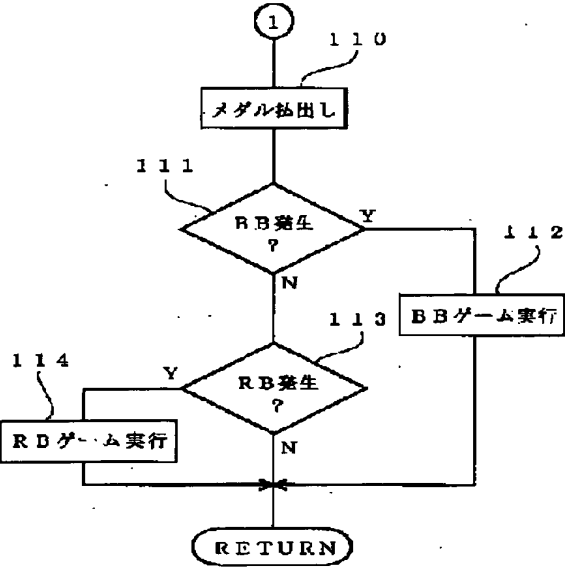 1
110
メダル払出し
111
BB発生
?
Y
N
112
BBゲーム実行
113
RB発生
?
Y
N
114
RBゲーム実行
RETURN